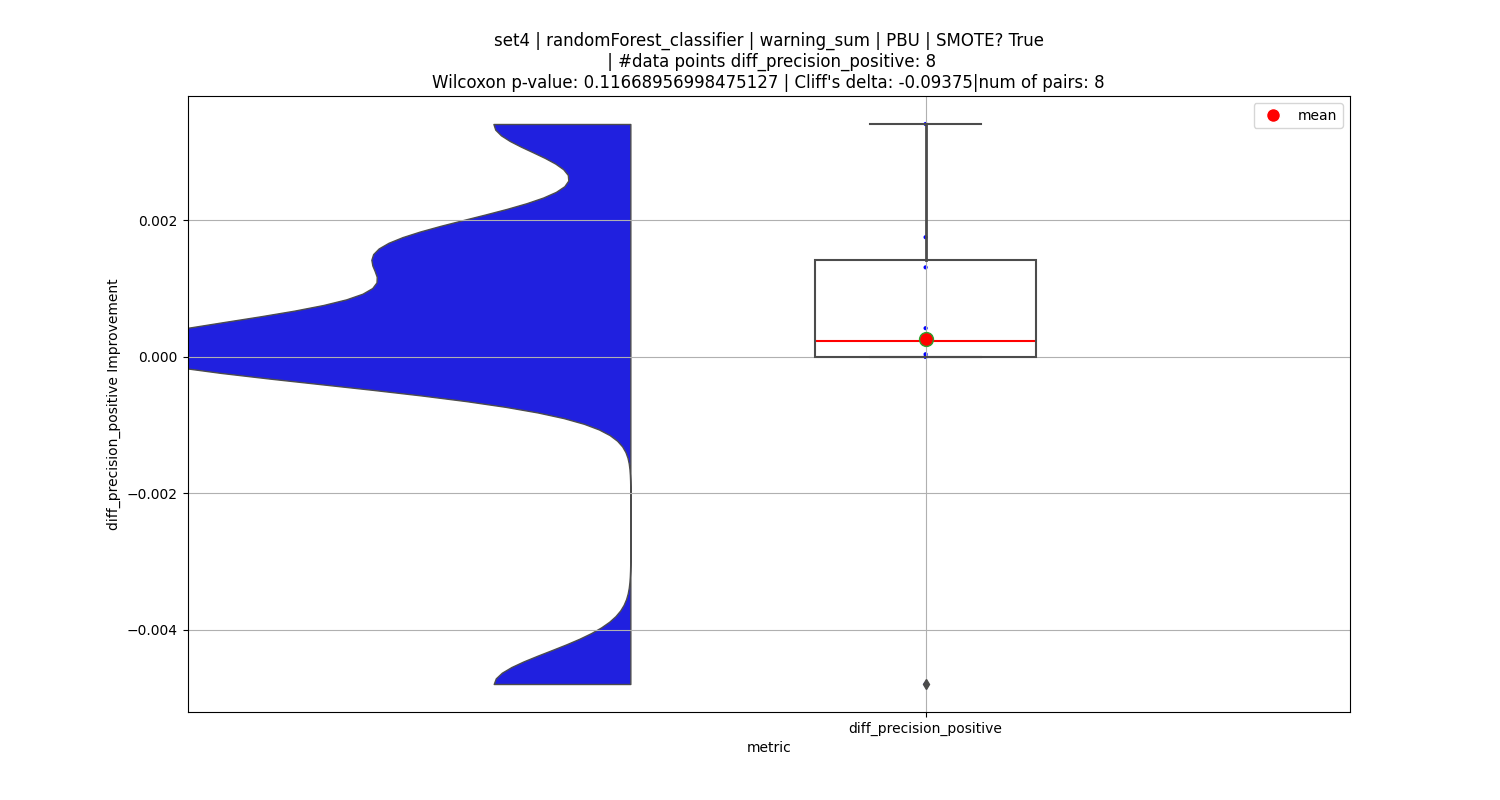 set4 | randomForest_classifier | warning_sum | PBU | SMOTE? True
| #data points diff_precision_positive: 8
Wilcoxon p-value: 0.11668956998475127 | Cliff's delta: -0.09375|num of pairs: 8
mean
0.002
0.000
−0.002
−0.004
diff_precision_positive Improvement
diff_precision_positive
metric